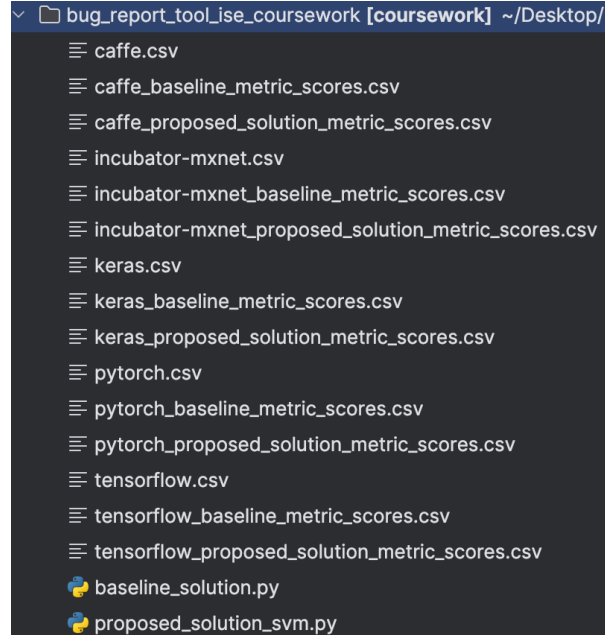 bug_report_tool_ise_coursework [coursework] ~/Desktop/
caffe.csv
caffe_baseline_metric_scores.csv
caffe_proposed_solution_metric_scores.csv
incubator-mxnet.csv
incubator-mxnet_baseline_metric_scores.csv
incubator-mxnet_proposed_solution_metric_scores.csv
keras.csv
keras_baseline_metric_scores.csv
keras_proposed_solution_metric_scores.csv
pytorch.csv
pytorch_baseline_metric_scores.csv
pytorch_proposed_solution_metric_scores.csv
tensorflow.csv
tensorflow_baseline_metric_scores.csv
tensorflow_proposed_solution_metric_scores.csv
baseline_solution.py
proposed_solution_svm.py